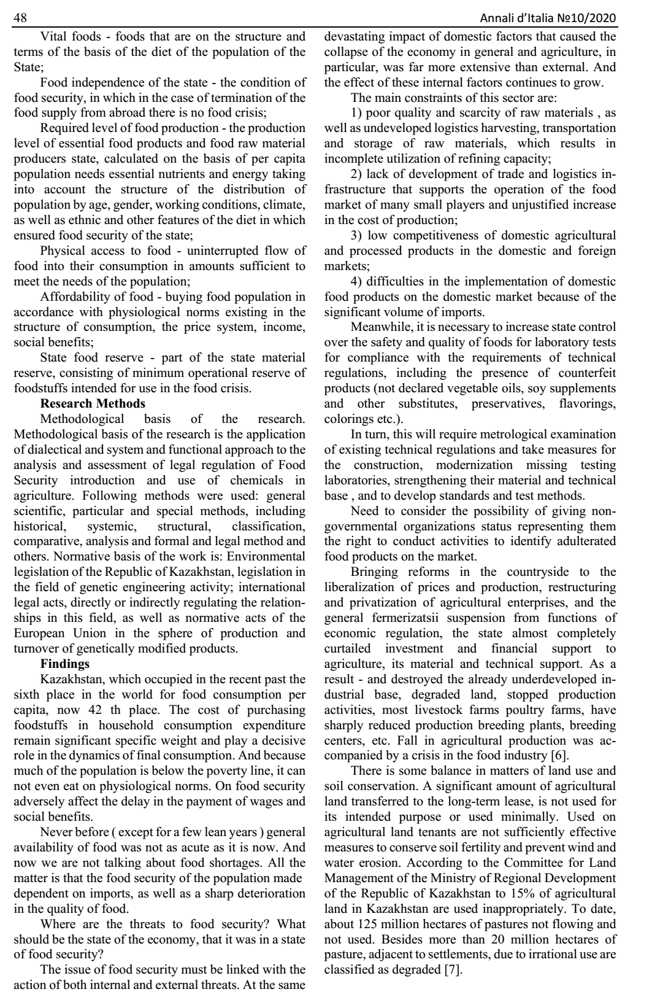 48
Annali d'Italia №10/2020
Vital foods - foods that are on the structure and
terms of the basis of the diet of the population of the
State;
Food independence of the state - the condition of
food security, in which in the case of termination of the
food supply from abroad there is no food crisis;
Required level of food production - the production
level of essential food products and food raw material
producers state, calculated on the basis of per capita
population needs essential nutrients and energy taking
into account the structure of the distribution of
population by age, gender, working conditions, climate,
as well as ethnic and other features of the diet in which
ensured food security of the state;
Physical access to food - uninterrupted flow of
food into their consumption in amounts sufficient to
meet the needs of the population;
Affordability of food - buying food population in
accordance with physiological norms existing in the
structure of consumption, the price system, income,
social benefits;
State food reserve - part of the state material
reserve, consisting of minimum operational reserve of
foodstuffs intended for use in the food crisis.
Research Methods
Methodological basis of the research.
Methodological basis of the research is the application
of dialectical and system and functional approach to the
analysis and assessment of legal regulation of Food
Security introduction and use of chemicals in
agriculture. Following methods were used: general
scientific, particular and special methods, including
historical, systemic, structural, classification,
comparative, analysis and formal and legal method and
others. Normative basis of the work is: Environmental
legislation of the Republic of Kazakhstan, legislation in
the field of genetic engineering activity; international
legal acts, directly or indirectly regulating the relation-
ships in this field, as well as normative acts of the
European Union in the sphere of production and
turnover of genetically modified products.
Findings
Kazakhstan, which occupied in the recent past the
sixth place in the world for food consumption per
capita, now 42 th place. The cost of purchasing
foodstuffs in household consumption expenditure
remain significant specific weight and play a decisive
role in the dynamics of final consumption. And because
much of the population is below the poverty line, it can
not even eat on physiological norms. On food security
adversely affect the delay in the payment of wages and
social benefits.
Never before ( except for a few lean years ) general
availability of food was not as acute as it is now. And
now we are not talking about food shortages. All the
matter is that the food security of the population made
dependent on imports, as well as a sharp deterioration
in the quality of food.
Where are the threats to food security? What
should be the state of the economy, that it was in a state
of food security?
The issue of food security must be linked with the
action of both internal and external threats. At the same
devastating impact of domestic factors that caused the
collapse of the economy in general and agriculture, in
particular, was far more extensive than external. And
the effect of these internal factors continues to grow.
The main constraints of this sector are:
1) poor quality and scarcity of raw materials , as
well as undeveloped logistics harvesting, transportation
and storage of raw materials, which results in
incomplete utilization of refining capacity;
2) lack of development of trade and logistics in-
frastructure that supports the operation of the food
market of many small players and unjustified increase
in the cost of production;
3) low competitiveness of domestic agricultural
and processed products in the domestic and foreign
markets;
4) difficulties in the implementation of domestic
food products on the domestic market because of the
significant volume of imports.
Meanwhile, it is necessary to increase state control
over the safety and quality of foods for laboratory tests
for compliance with the requirements of technical
regulations, including the presence of counterfeit
products (not declared vegetable oils, soy supplements
and other substitutes, preservatives, flavorings,
colorings etc.).
In turn, this will require metrological examination
of existing technical regulations and take measures for
the construction, modernization missing testing
laboratories, strengthening their material and technical
base , and to develop standards and test methods.
Need to consider the possibility of giving non-
governmental organizations status representing them
the right to conduct activities to identify adulterated
food products on the market.
Bringing reforms in the countryside to the
liberalization of prices and production, restructuring
and privatization of agricultural enterprises, and the
general fermerizatsii suspension from functions of
economic regulation, the state almost completely
curtailed investment and financial support to
agriculture, its material and technical support. As a
result - and destroyed the already underdeveloped in-
dustrial base, degraded land, stopped production
activities, most livestock farms poultry farms, have
sharply reduced production breeding plants, breeding
centers, etc. Fall in agricultural production was ac-
companied by a crisis in the food industry [6].
There is some balance in matters of land use and
soil conservation. A significant amount of agricultural
land transferred to the long-term lease, is not used for
its intended purpose or used minimally. Used on
agricultural land tenants are not sufficiently effective
measures to conserve soil fertility and prevent wind and
water erosion. According to the Committee for Land
Management of the Ministry of Regional Development
of the Republic of Kazakhstan to 15% of agricultural
land in Kazakhstan are used inappropriately. To date,
about 125 million hectares of pastures not flowing and
not used. Besides more than 20 million hectares of
pasture, adjacent to settlements, due to irrational use are
classified as degraded [7].